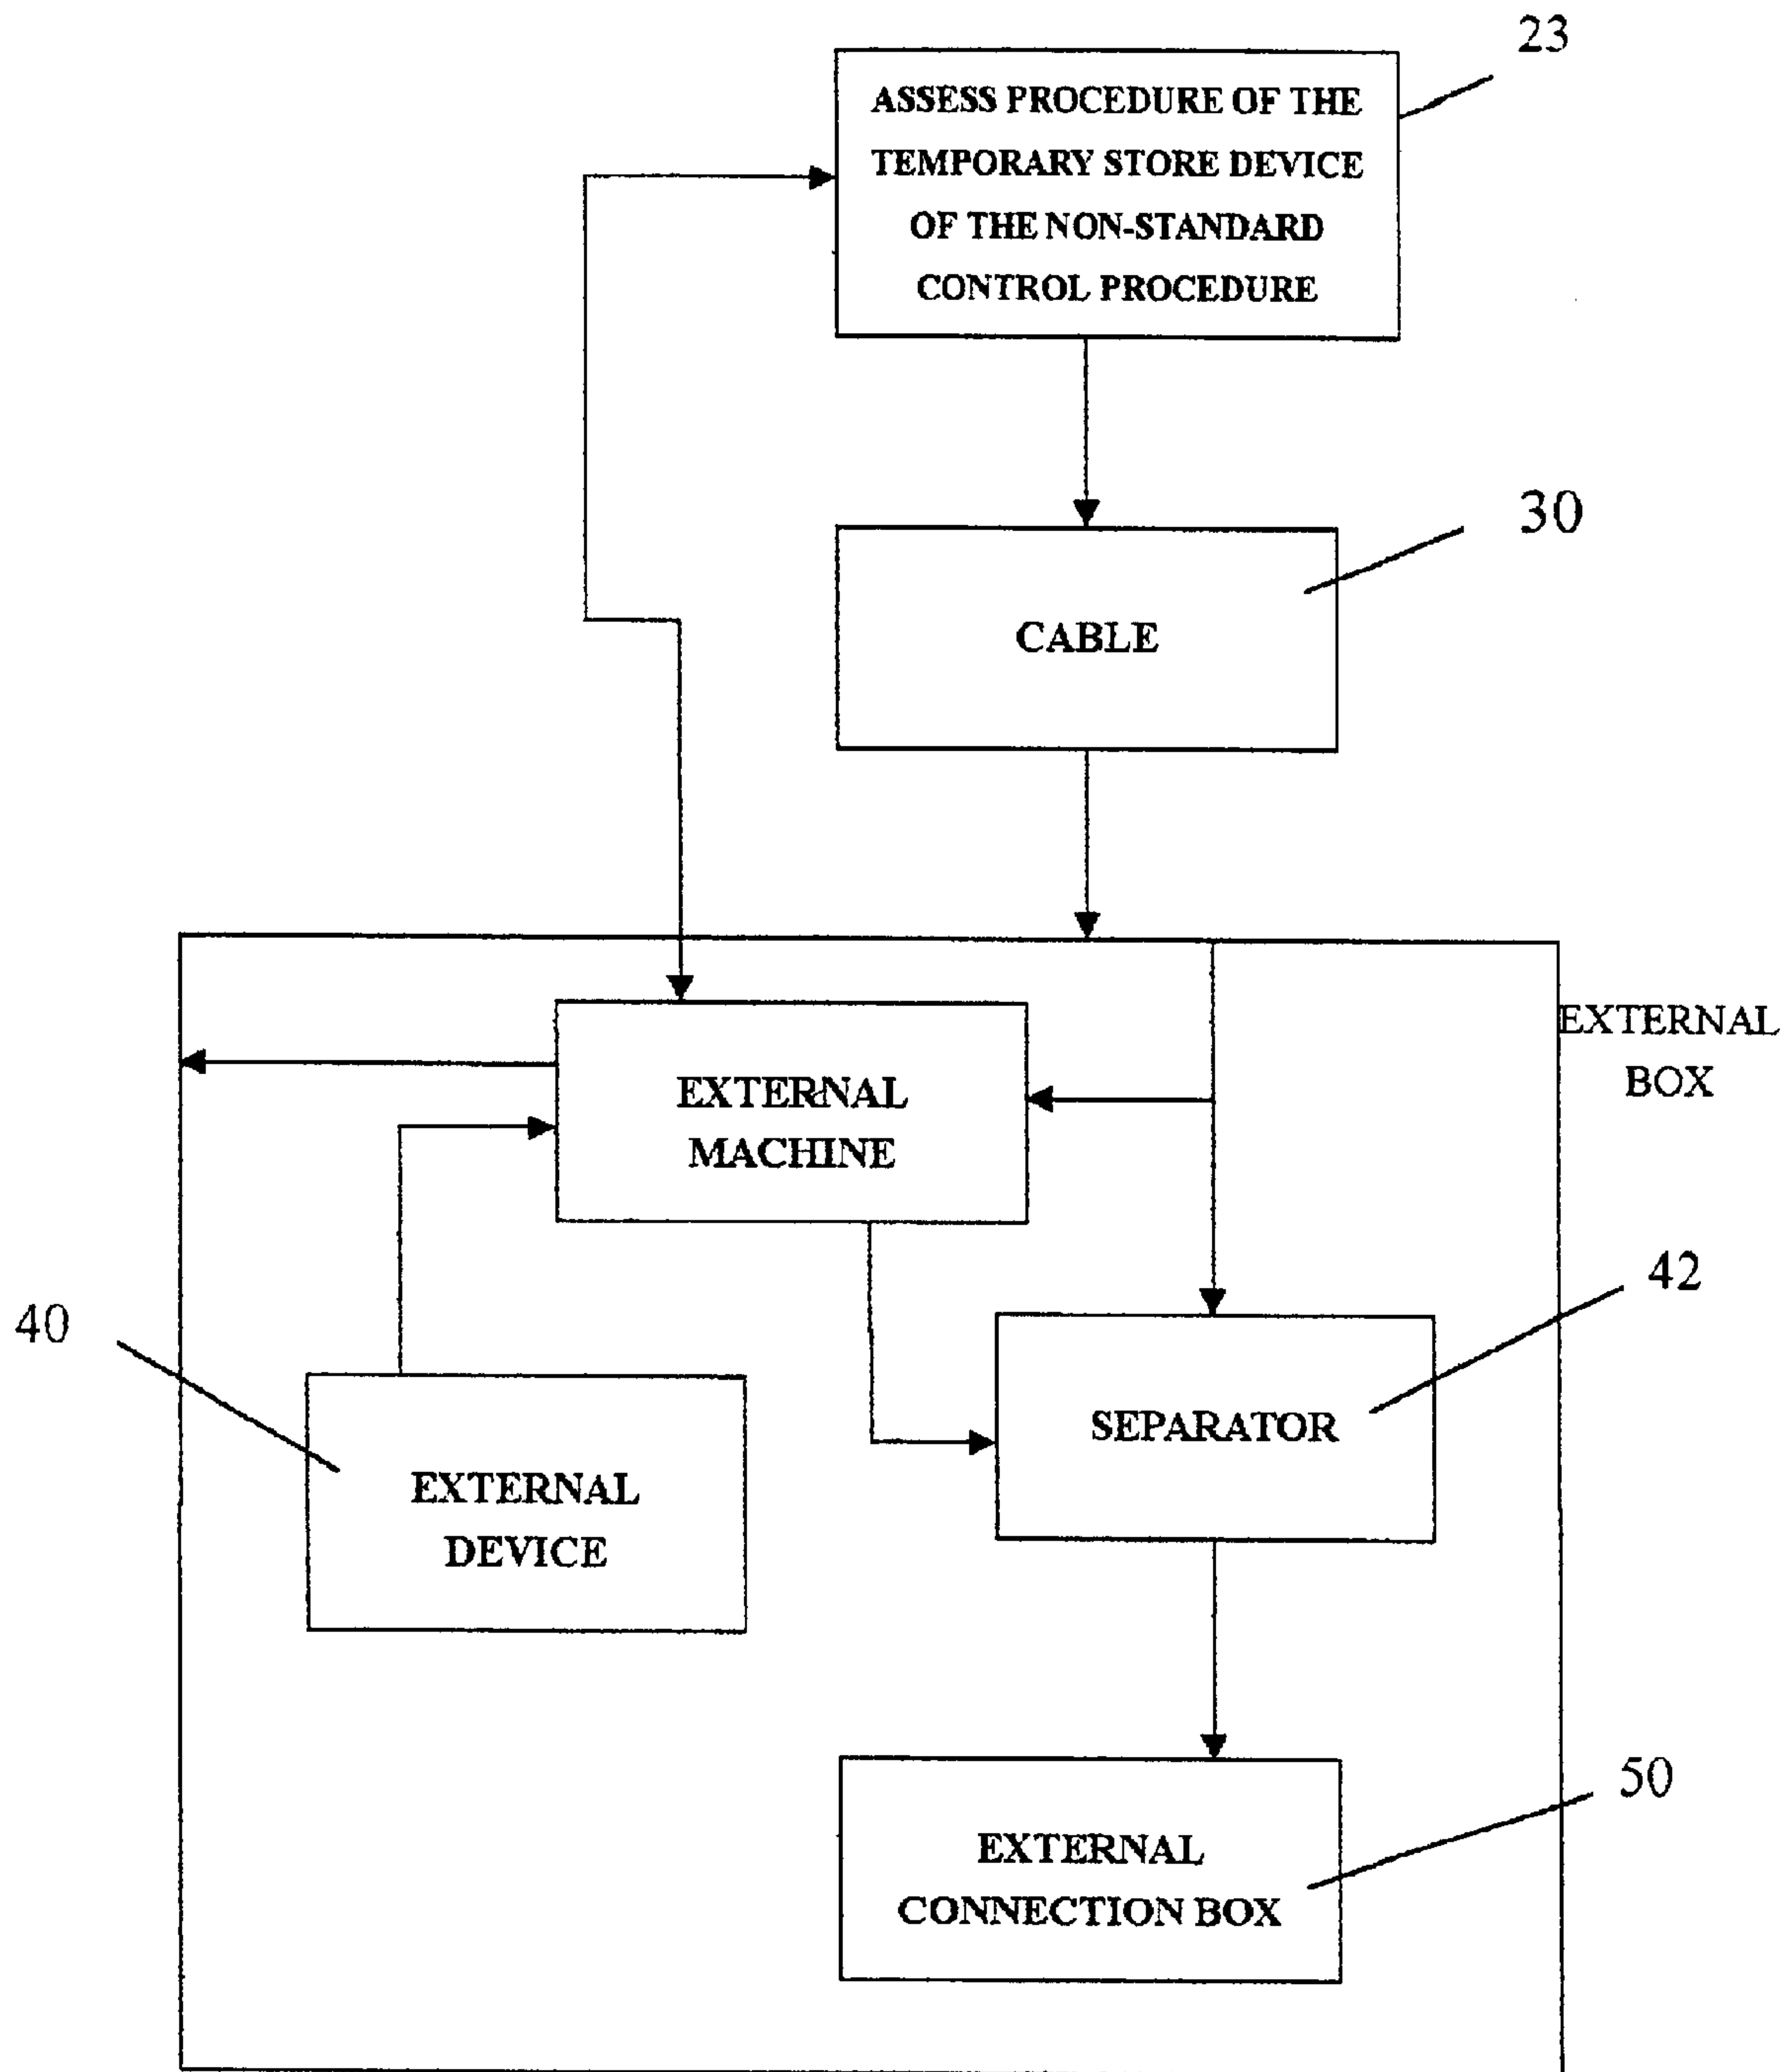 23
ASSESS PROCEDURE OF THE
TEMPORARY STORE DEVICE
OF THE NON-STANDARD
CONTROL PROCEDURE
30
CABLE
EXTERNAL
BOX
EXTERNAL
MACHINE
42
40
SEPARATOR
EXTERNAL
DEVICE
50
EXTERNAL
CONNECTION BOX